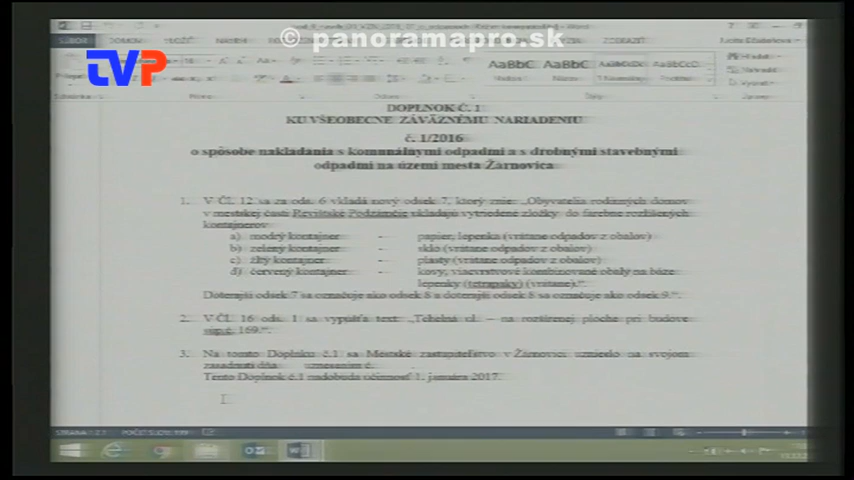 © panoramapro.sk
TVP
AaBbC AaBbC
DOPLNOK Č. 1
KU VŠEOBECNE ZÁVÄZNÉMU NARIADENIU
č. 1/2016
o spôsobe nakladania s komunálnymi odpadmi a s drobnými stavebnými
odpadmi na území mesta Žarnovica
1. V Čl. 12 sa za ods. 6 vkladá nový odsek 7, ktorý znie: „Obyvatelia rodinných domov
v mestskej časti Revištské Podzámčie skladujú vytriedené zložky do farebne rozlíšených
kontajnerov
a) modrý kontajner - papier, lepenka (vrátane odpadov z obalov)
b) zelený kontajner - sklo (vrátane odpadov z obalov)
c) žltý kontajner - plasty (vrátane odpadov z obalov)
d) červený kontajner - kovy, viacvrstvové kombinované obaly na báze
lepenky (tetrapaky) (vrátane).“.
Doterajší odsek 7 sa označuje ako odsek 8 a doterajší odsek 8 sa označuje ako odsek 9.“.
2. V Čl. 16 ods. 1 sa vypúšťa text: „Tehelná ul. – na rozšírenej ploche pri budove
súp.č. 169.“.
3. Na tomto Doplnku č.1 sa Mestské zastupiteľstvo v Žarnovici uznieslo na svojom
zasadnutí dňa uznesením č. .
Tento Doplnok č.1 nadobúda účinnosť 1. januára 2017.